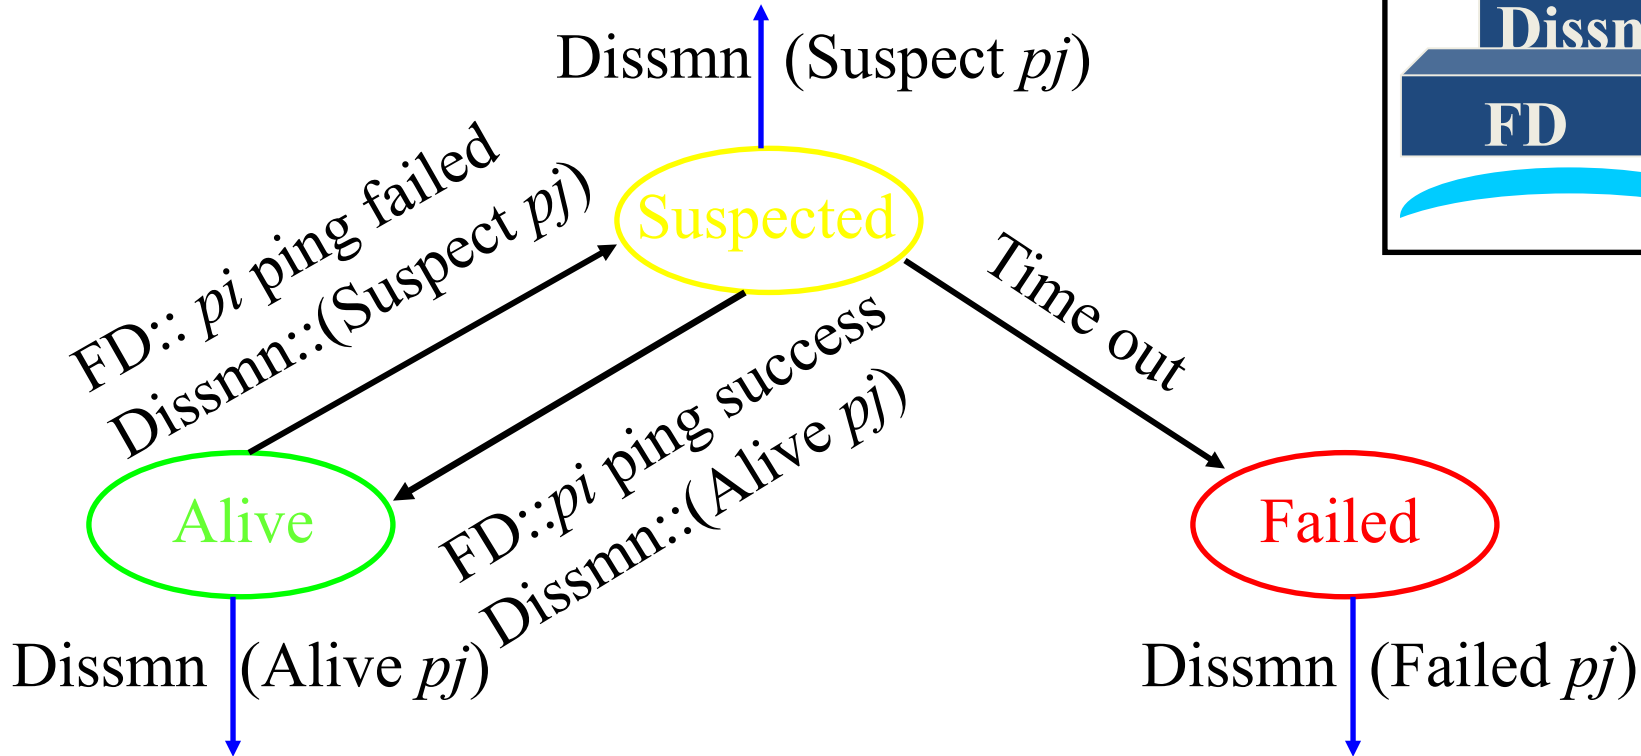 Dissmn (Suspect pj)
FD
FD:: pi ping failed
Dissmn::(Suspect pj)
Suspected
Time out
FD::pi ping success
Dissmn::(Alive pj)
Alive
Failed
Dissmn (Alive pj)
Dissmn (Failed pj)